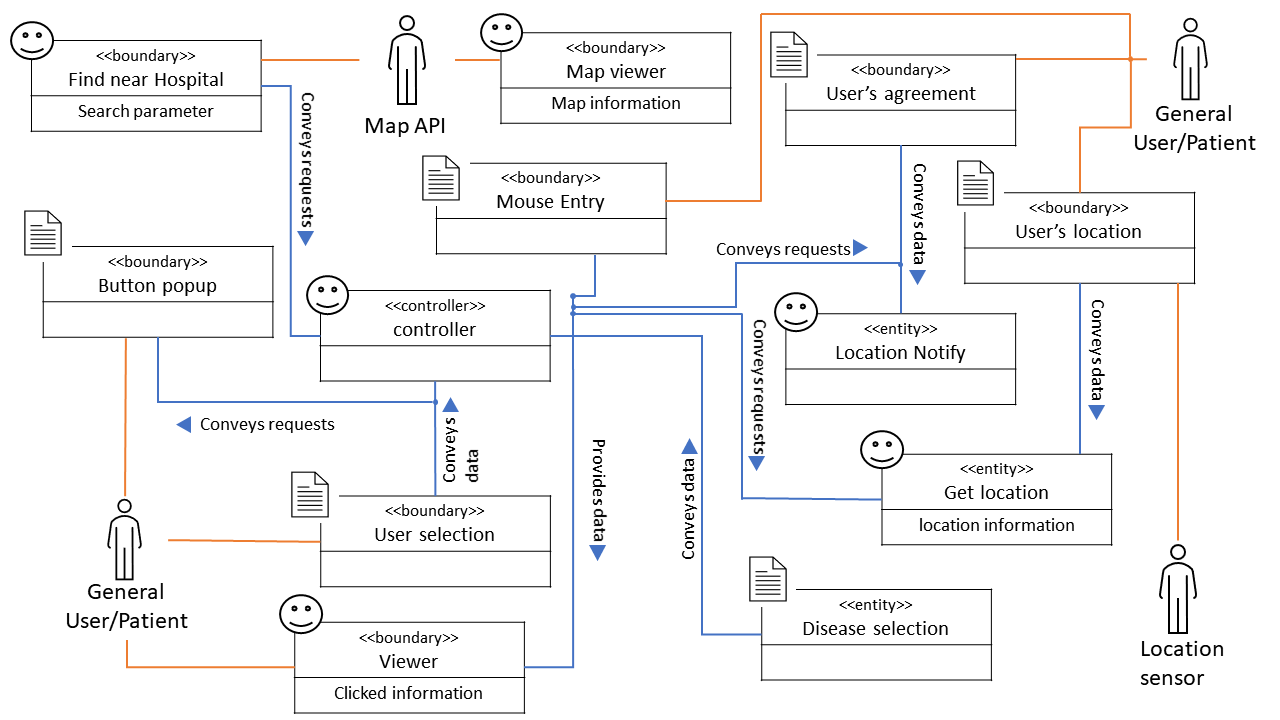 <<boundary>>
Find near Hospital
Search parameter
Map API
<<boundary>>
Map viewer
Map information
<<boundary>>
User's agreement
General
User/Patient
Conveys requests
<<boundary>>
Mouse Entry
Conveys data
<<boundary>>
User's location
Conveys requests
<<boundary>>
Button popup
<<controller>>
controller
<<entity>>
Location Notify
Conveys data
Conveys requests
Conveys requests
Conveys
data
Provides data
Conveys data
<<entity>>
Get location
location information
<<boundary>>
User selection
General
User/Patient
<<entity>>
Disease selection
<<boundary>>
Viewer
Clicked information
Location
sensor